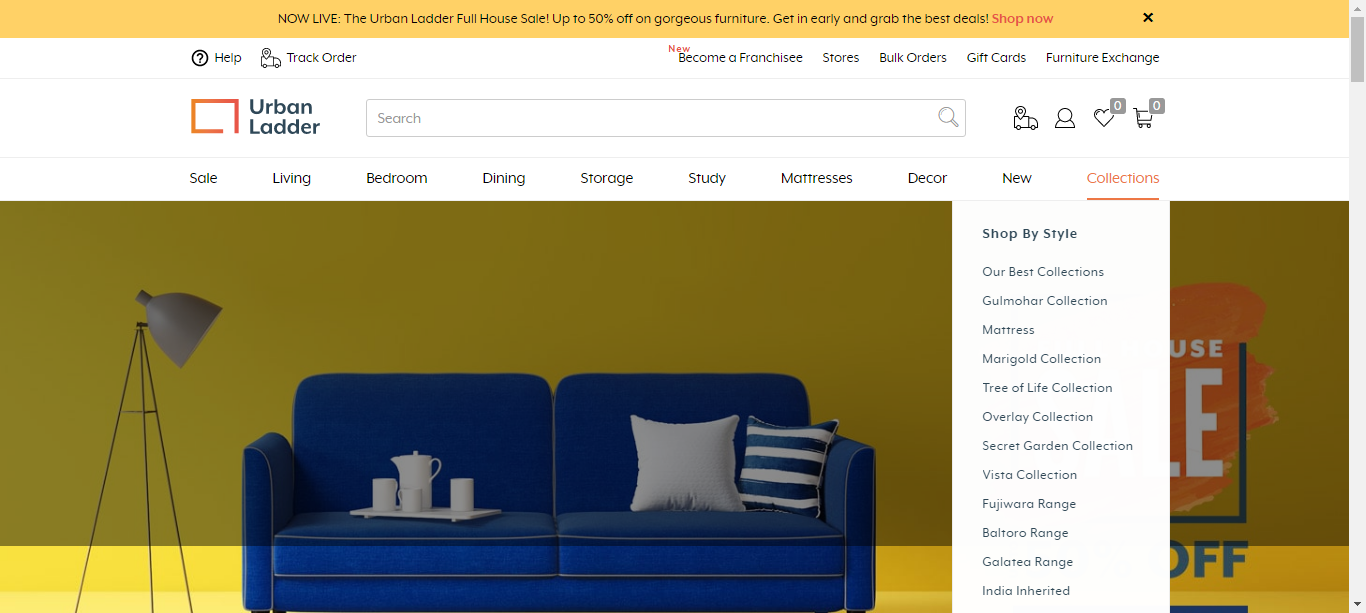 NOW LIVE: The Urban Ladder Full House Sale! Up to 50% off on gorgeous furniture. Get in early and grab the best deals! Shop now
Help Track Order New Become a Franchisee Stores Bulk Orders Gift Cards Furniture Exchange
Urban
Ladder
Search
0 0
Sale Living Bedroom Dining Storage Study Mattresses Decor New Collections
Shop By Style
Our Best Collections
Gulmohar Collection
Mattress
Marigold Collection
Tree of Life Collection
Overlay Collection
Secret Garden Collection
Vista Collection
Fujiwara Range
Baltoro Range
Galatea Range
India Inherited
USE
LE
OFF